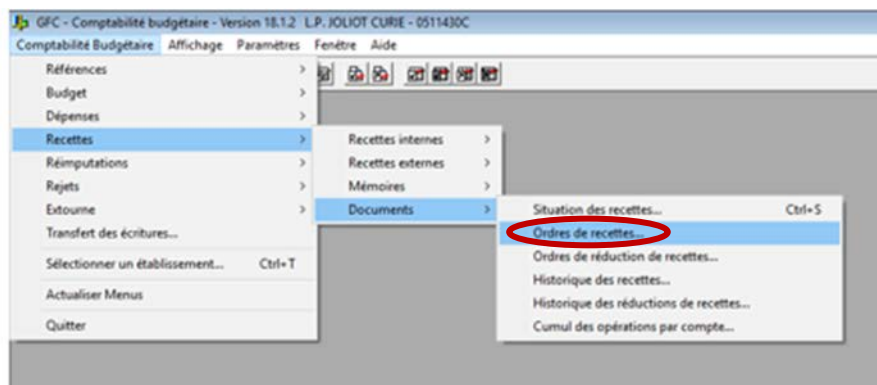 GFC - Comptabilité budgétaire - Version 18.1.2 L.P. JOLIOT CURIE - 0511430C
Comptabilité Budgétaire Affichage Paramètres Fenêtre Aide
Références >
Budget >
Dépenses >
Recettes >
Réimputations >
Rejets >
Extourne >
Transfert des écritures...
Sélectionner un établissement... Ctrl+T
Actualiser Menus
Quitter
Recettes internes >
Recettes externes >
Mémoires >
Documents >
Situation des recettes... Ctrl+S
Ordres de recettes...
Ordres de réduction de recettes...
Historique des recettes...
Historique des réductions de recettes...
Cumul des opérations par compte...